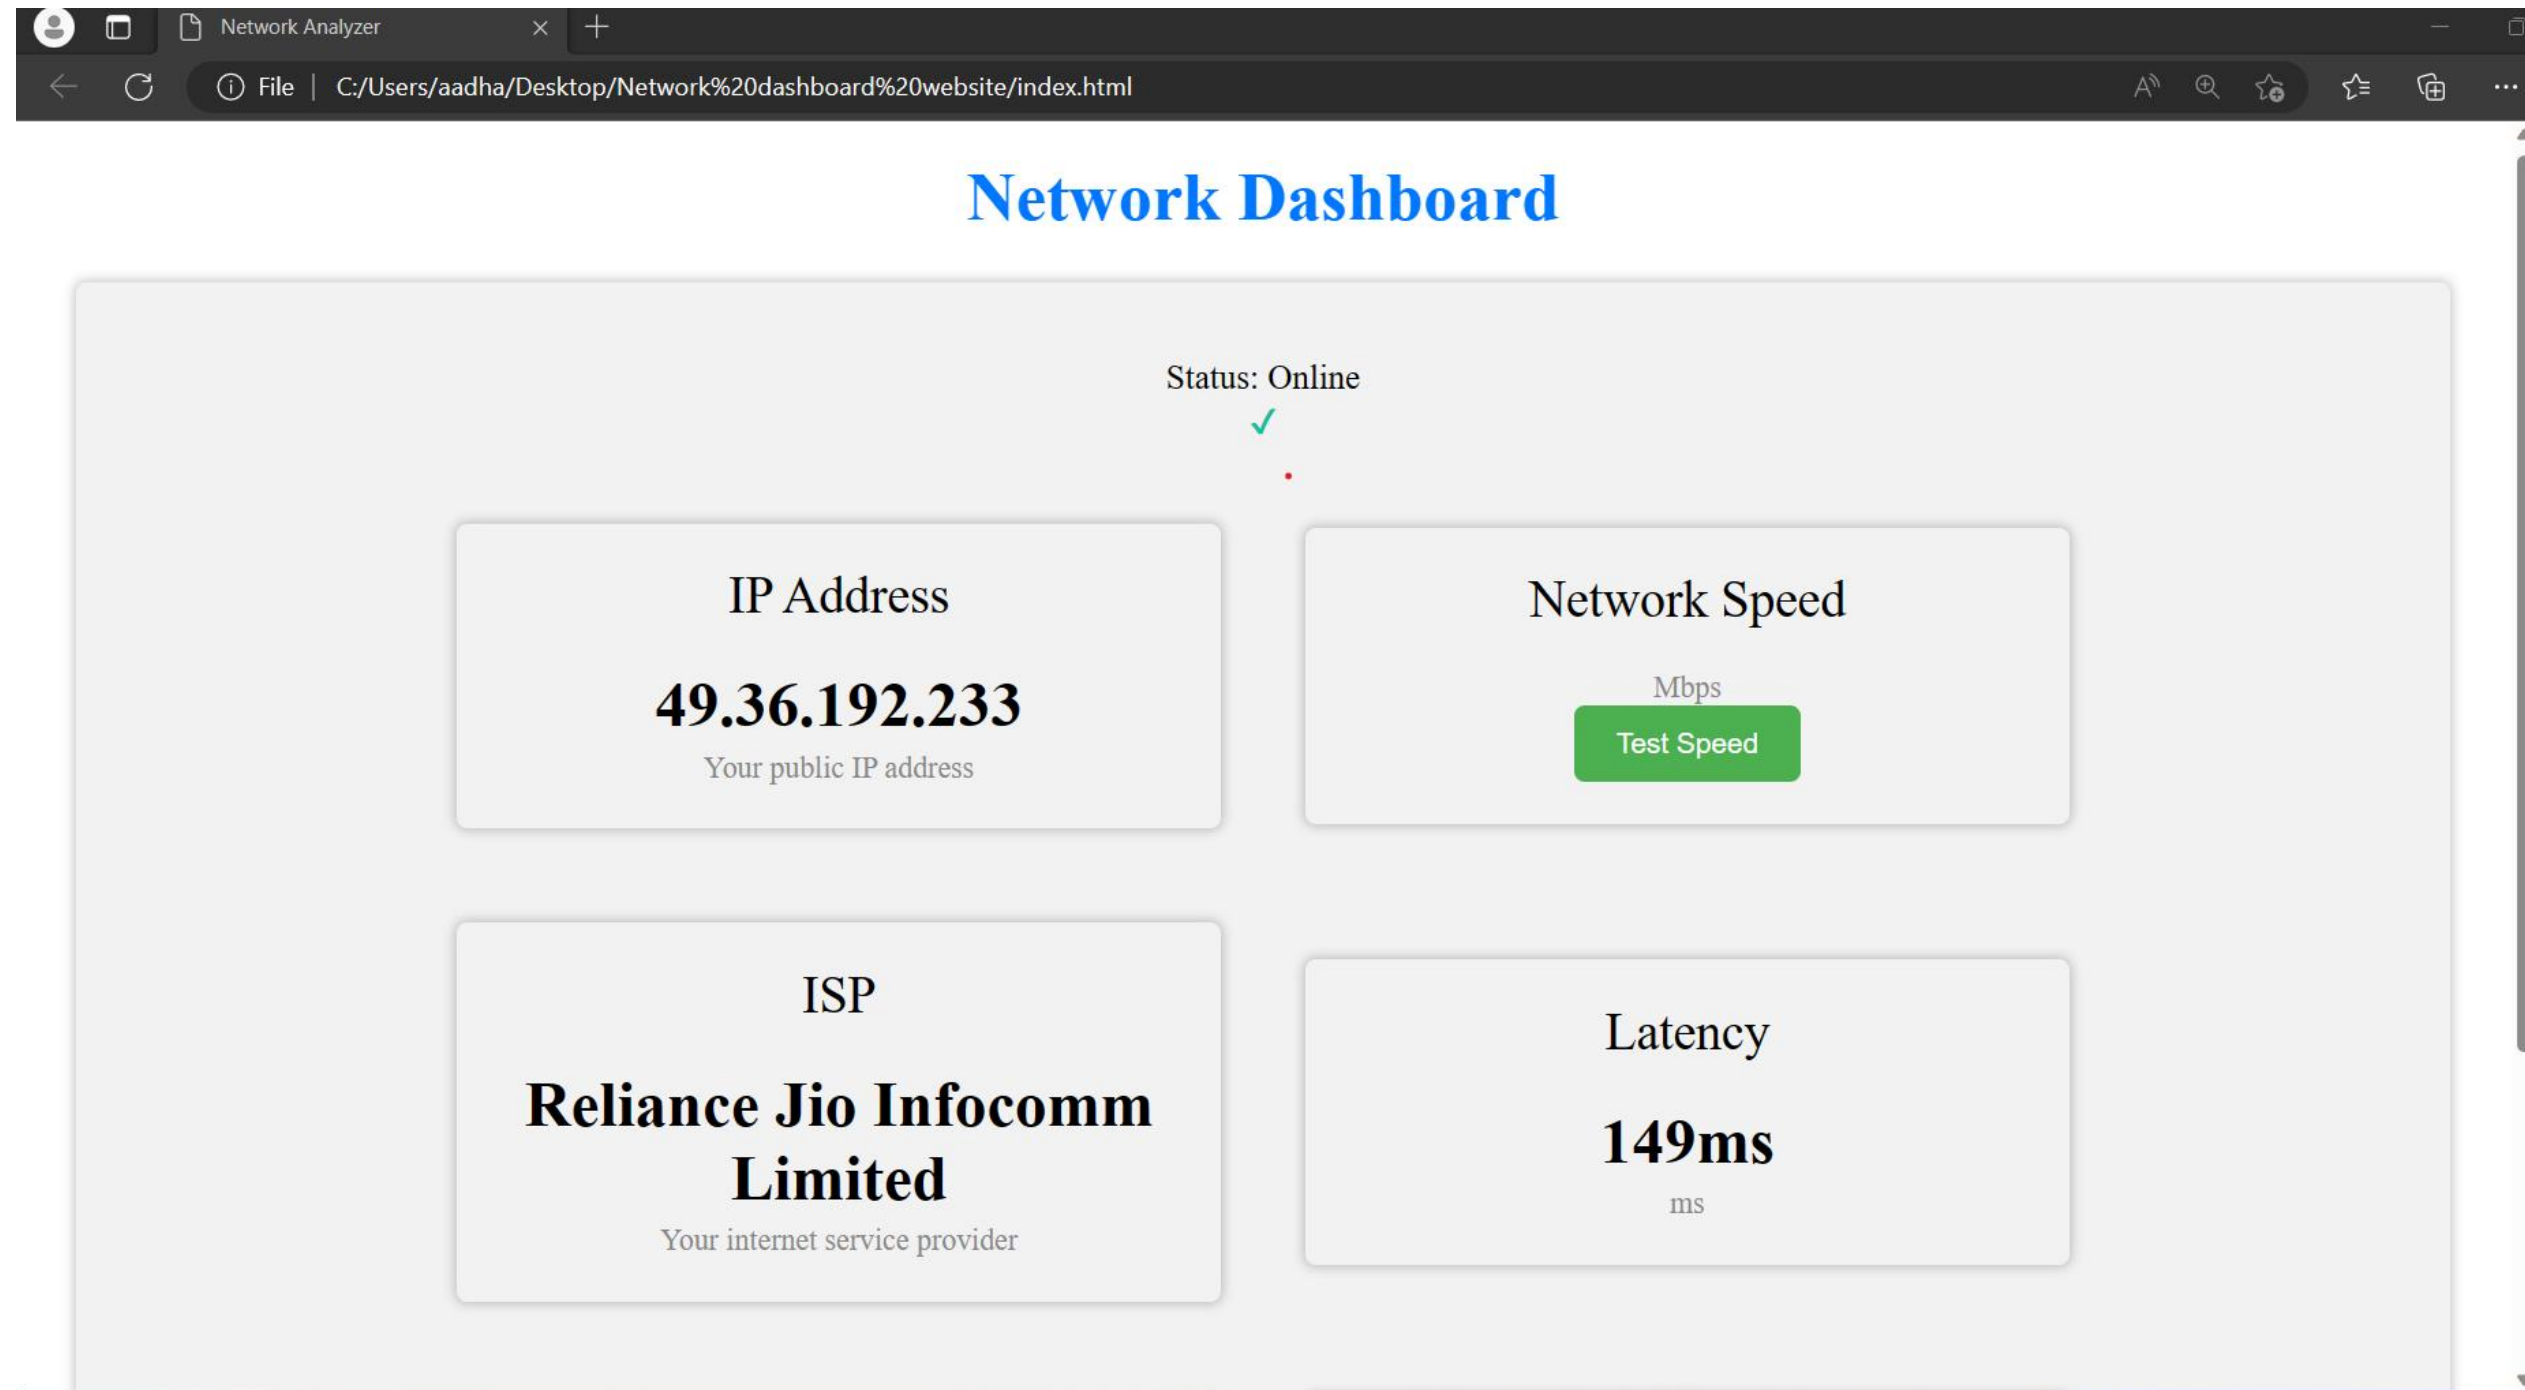 Network Analyzer
File | C:/Users/aadha/Desktop/Network%20dashboard%20website/index.html
Network Dashboard
Status: Online
IP Address
49.36.192.233
Your public IP address
Network Speed
Mbps
Test Speed
ISP
Reliance Jio Infocomm
Limited
Your internet service provider
Latency
149ms
ms